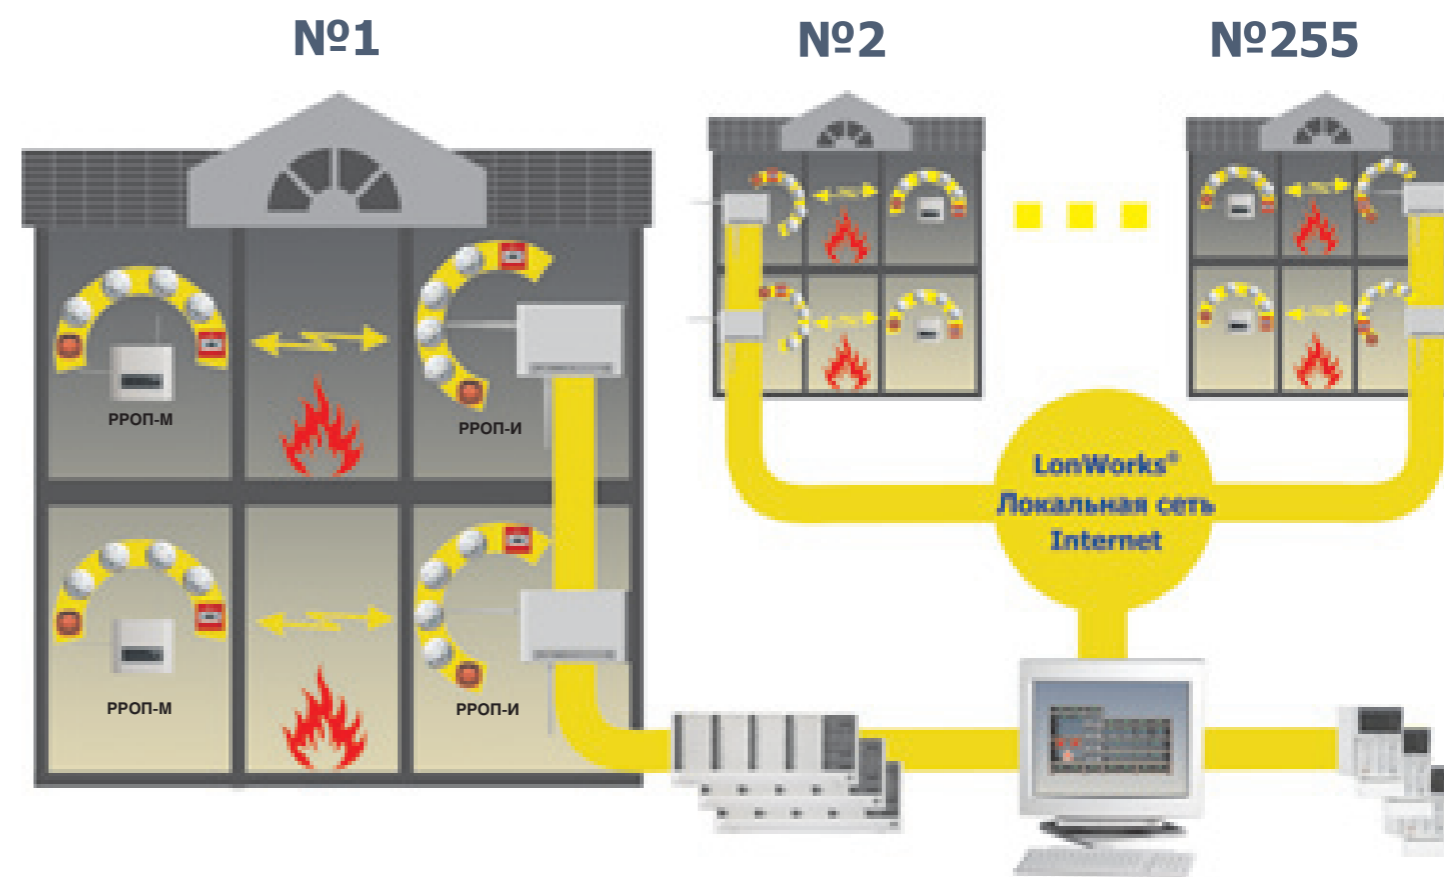 №1
№2
№255
РРОП-М
РРОП-И
РРОП-М
РРОП-И
LonWorks®
Локальная сеть
Internet